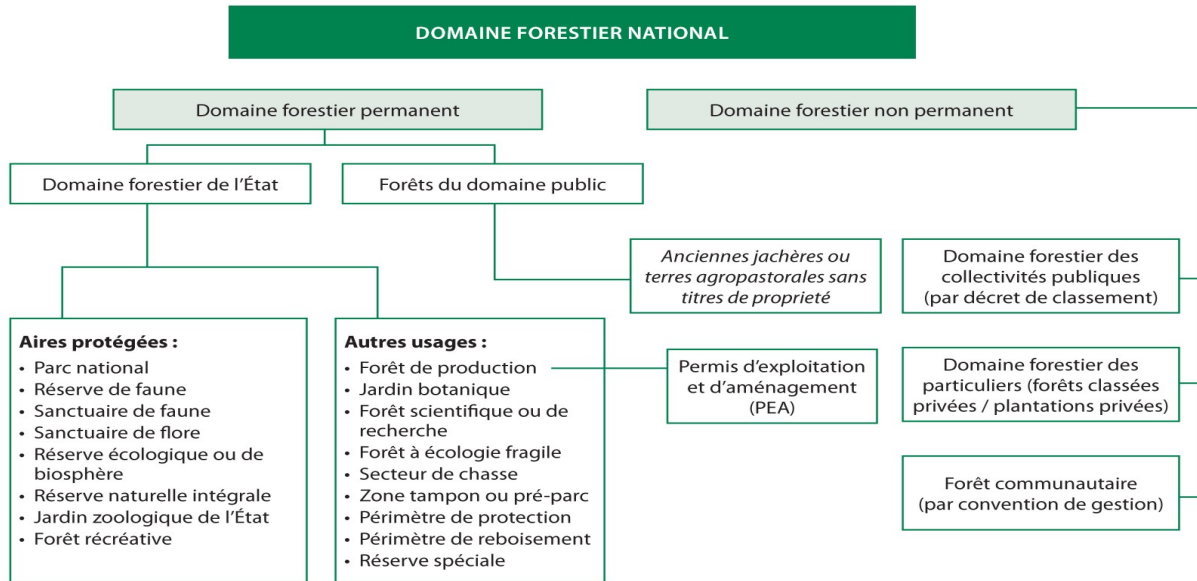 DOMAINE FORESTIER NATIONAL
Domaine forestier permanent
Domaine forestier non permanent
Domaine forestier de l’État
Forêts du domaine public
Anciennes jachères ou
terres agropastorales sans
titres de proprieté
Domaine forestier des
collectivités publiques
(par décret de classement)
Aires protégées :
• Parc national
• Réserve de faune
• Sanctuaire de faune
• Sanctuaire de flore
• Réserve écologique ou de
biosphère
• Réserve naturelle intégrale
• Jardin zoologique de l’État
• Forêt récréative
Autres usages :
• Forêt de production
• Jardin botanique
• Forêt scientifique ou de
recherche
• Forêt à écologie fragile
• Secteur de chasse
• Zone tampon ou pré-parc
• Périmètre de protection
• Périmètre de reboisement
• Réserve spéciale
Permis d’exploitation
et d’aménagement
(PEA)
Domaine forestier des
particuliers (forêts classées
privées / plantations privées)
Forêt communautaire
(par convention de gestion)